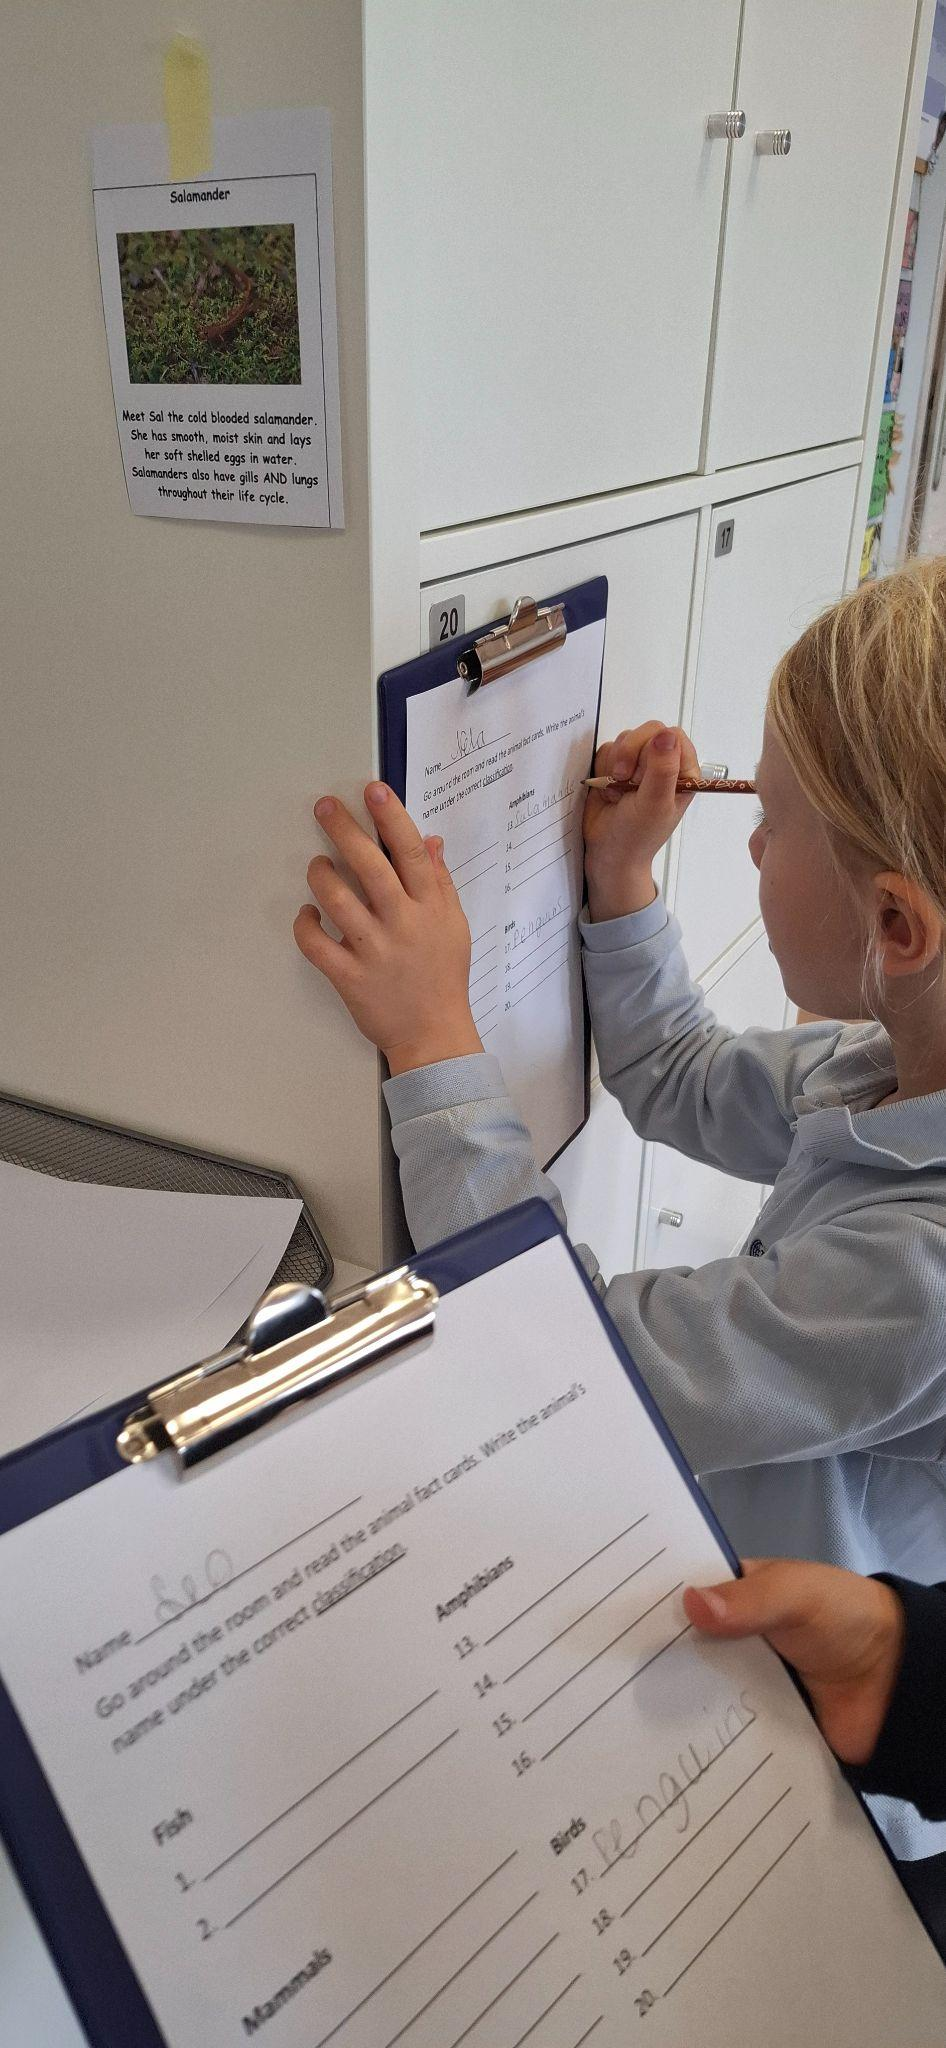 Salamander
Meet Sal the cold blooded salamander.
She has smooth, moist skin and lays
her soft shelled eggs in water.
Salamanders also have gills AND lungs
throughout their life cycle.
17
20
Name
Go around the room and read the animal fact cards. Write the animal's
name under the correct classification.
Amphibians
13. Salamande
14.
15.
16.
Birds
17. Penguins
18.
19.
20.
Name Leo
Go around the room and read the animal fact cards. Write the animal's
name under the correct classification.
Fish
1.
2.
Mammals
Amphibians
13.
14.
15.
16.
Birds
17. Penguins
18.
19.
20.